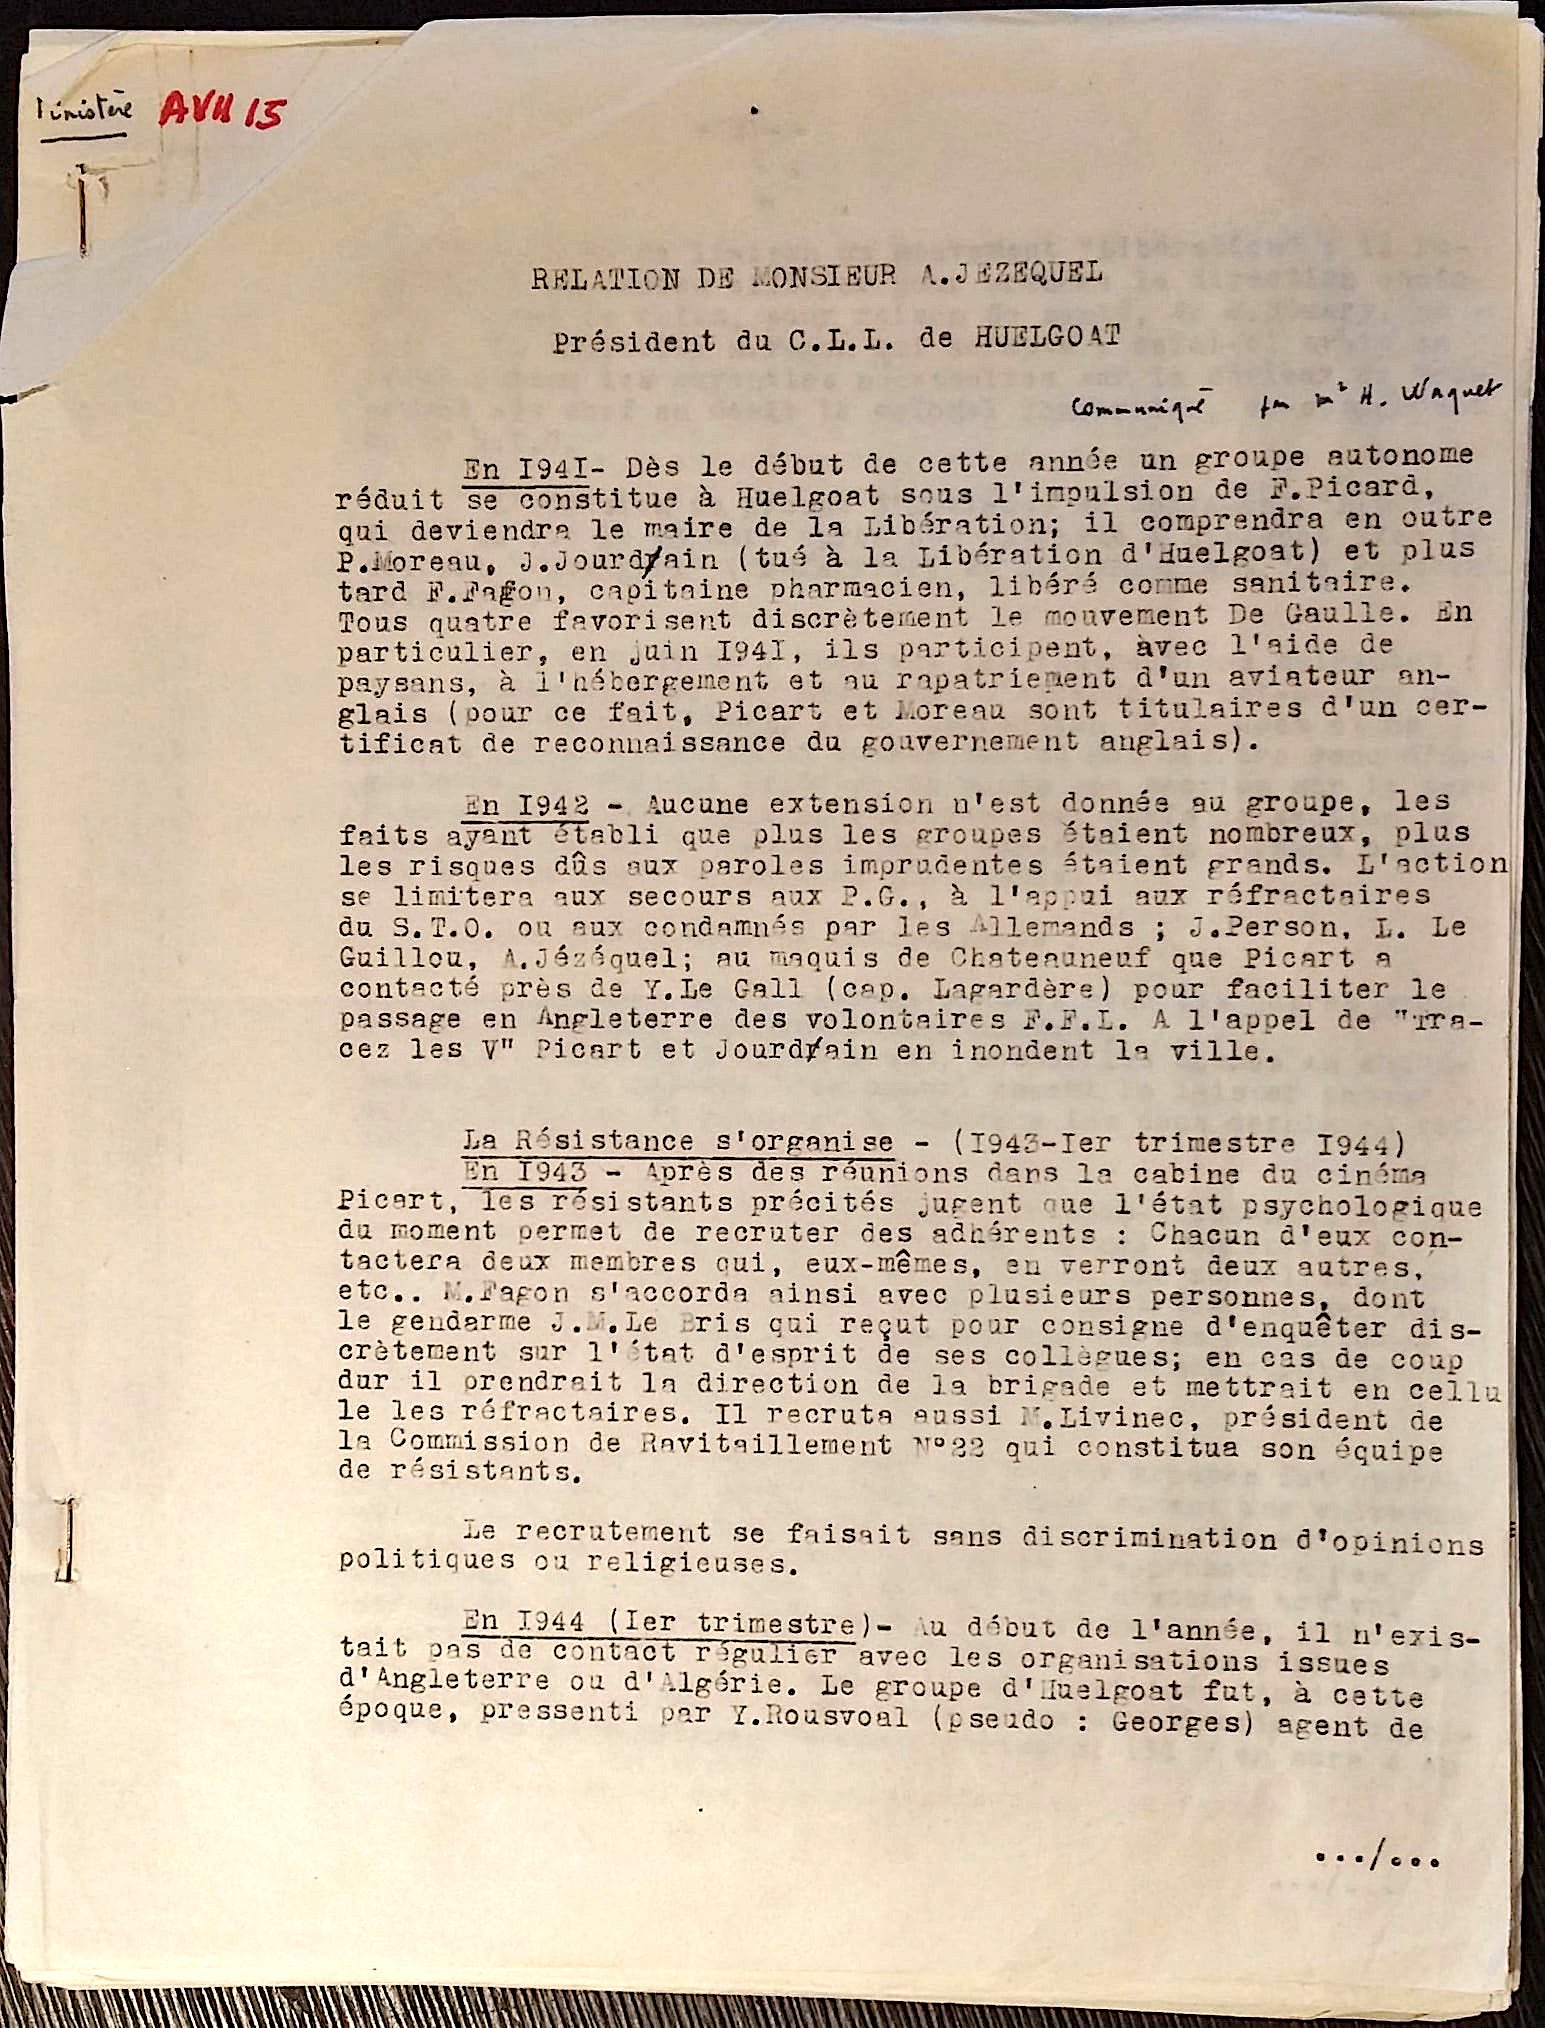 Ministère AVII 15
RELATION DE MONSIEUR A.JEZEQUEL
Président du C.L.L. de HUELGOAT
Communiqué par Mr H. Waquet
En I94I- Dès le début de cette année un groupe autonome
réduit se constitue à Huelgoat sous l'impulsion de F.Picard,
qui deviendra le maire de la Libération; il comprendra en outre
P.Moreau, J.Jourdrain (tué à la Libération d'Huelgoat) et plus
tard F.Fagon, capitaine pharmacien, libéré comme sanitaire.
Tous quatre favorisent discrètement le mouvement De Gaulle. En
particulier, en juin I94I, ils participent, avec l'aide de
paysans, à l'hébergement et au rapatriement d'un aviateur an-
glais (pour ce fait, Picart et Moreau sont titulaires d'un cer-
tificat de reconnaissance du gouvernement anglais).
En I942 - Aucune extension n'est donnée au groupe, les
faits ayant établi que plus les groupes étaient nombreux, plus
les risques dûs aux paroles imprudentes étaient grands. L'action
se limitera aux secours aux P.G., à l'appui aux réfractaires
du S.T.O. ou aux condamnés par les Allemands ; J.Person, L. Le
Guillou, A.Jézéquel; au maquis de Chateauneuf que Picart a
contacté près de Y.Le Gall (cap. Lagardère) pour faciliter le
passage en Angleterre des volontaires F.F.L. A l'appel de "Tra-
cez les V" Picart et Jourdrain en inondent la ville.
La Résistance s'organise - (I943-Ier trimestre I944)
En I943 - Après des réunions dans la cabine du cinéma
Picart, les résistants précités jugent que l'état psychologique
du moment permet de recruter des adhérents : Chacun d'eux con-
tactera deux membres qui, eux-mêmes, en verront deux autres,
etc.. M.Fagon s'accorda ainsi avec plusieurs personnes, dont
le gendarme J.M.Le Bris qui reçut pour consigne d'enquêter dis-
crètement sur l'état d'esprit de ses collègues; en cas de coup
dur il prendrait la direction de la brigade et mettrait en cellu
le les réfractaires. Il recruta aussi M.Livinec, président de
la Commission de Ravitaillement N°22 qui constitua son équipe
de résistants.
Le recrutement se faisait sans discrimination d'opinions
politiques ou religieuses.
En I944 (Ier trimestre)- Au début de l'année, il n'exis-
tait pas de contact régulier avec les organisations issues
d'Angleterre ou d'Algérie. Le groupe d'Huelgoat fut, à cette
époque, pressenti par Y.Rousvoal (pseudo : Georges) agent de
.../...